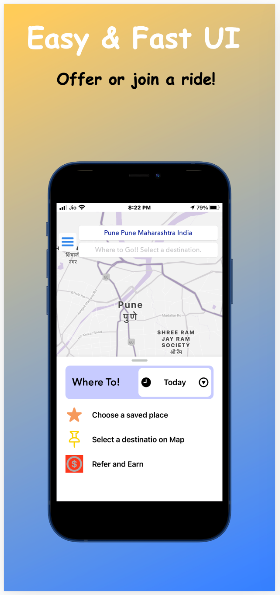 Easy & Fast UI
Offer or join a ride!
Jio 8:22 PM 79%
Pune Pune Maharashtra India
Where to Go!! Select a destination.
Pune
पुणे
SHREE RAM
JAY RAM
SOCIETY
Where To!
Today
Choose a saved place
Select a destinatio on Map
Refer and Earn